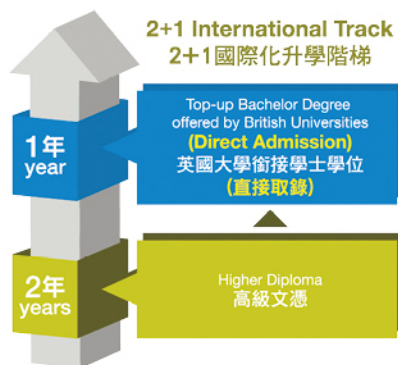 2+1 International Track
2+1國際化升學階梯
1年
year
Top-up Bachelor Degree
offered by British Universities
(Direct Admission)
英國大學銜接學士學位
(直接取錄)
2年
years
Higher Diploma
高級文憑